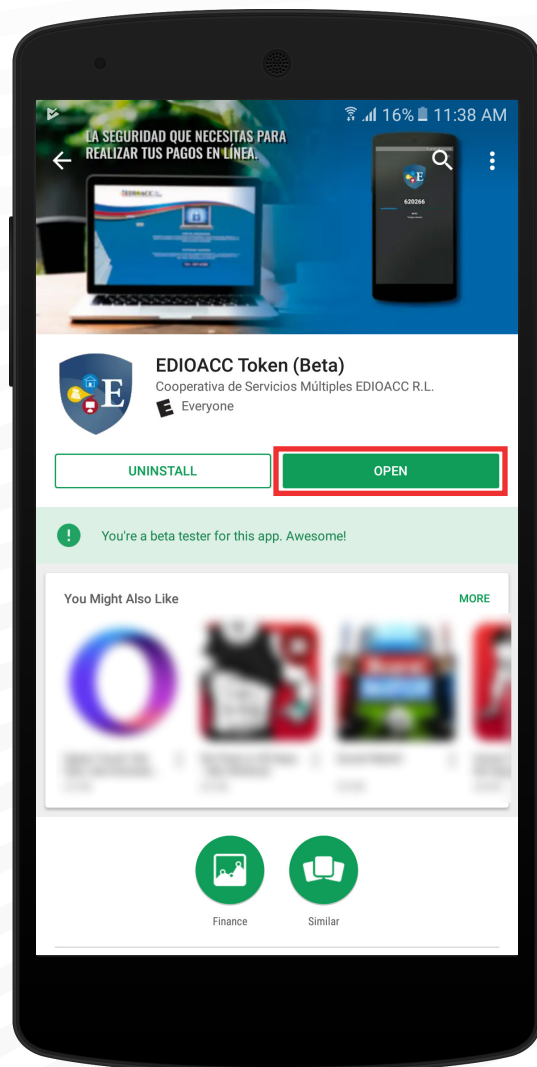 16% 11:38 AM
LA SEGURIDAD QUE NECESITAS PARA
REALIZAR TUS PAGOS EN LÍNEA.
EDIOACC
E
620266
E
EDIOACC Token (Beta)
Cooperativa de Servicios Múltiples EDIOACC R.L.
E Everyone
UNINSTALL
OPEN
! You're a beta tester for this app. Awesome!
You Might Also Like
MORE
Finance
Similar